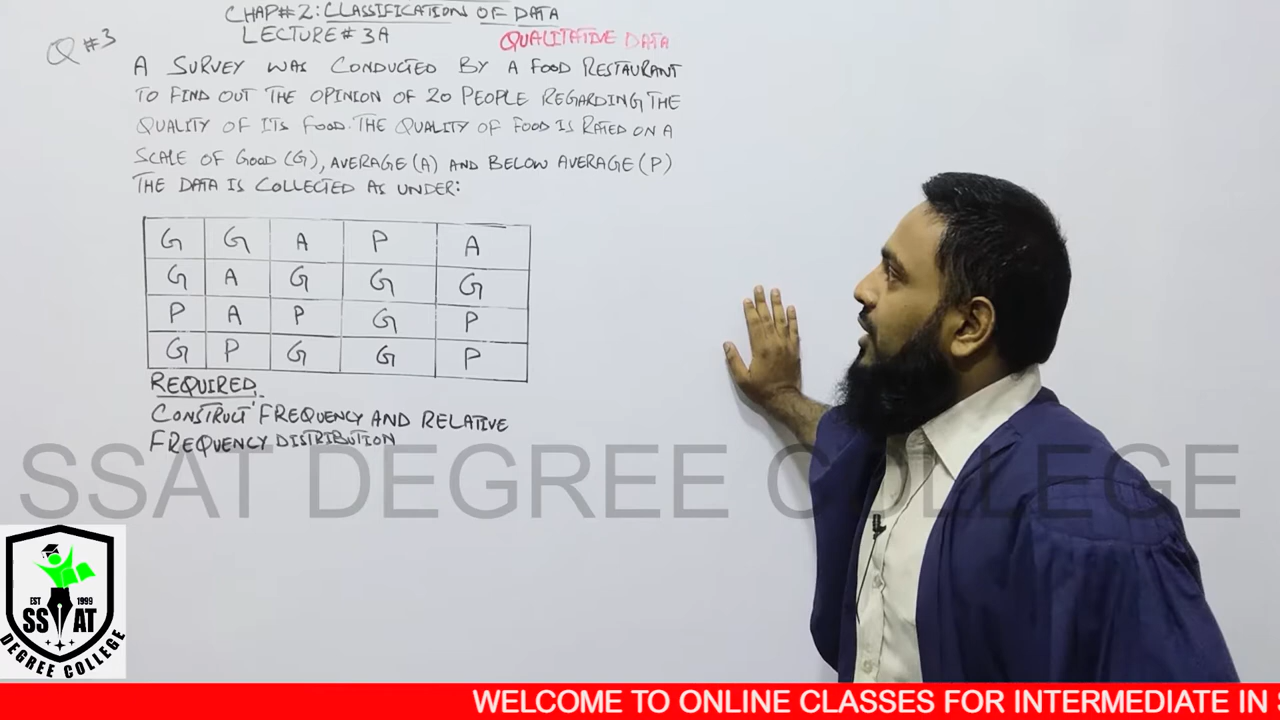 CHAP#2: CLASSIFICATION OF DATA
LECTURE# 3A
QUALITATIVE DATA
Q #3
A SURVEY WAS CONDUCTED BY A FOOD RESTAURANT
TO FIND OUT THE OPINION OF 20 PEOPLE REGARDING THE
QUALITY OF ITS FOOD. THE QUALITY OF FOOD IS RATED ON A
SCALE OF GOOD (G), AVERAGE (A) AND BELOW AVERAGE (P)
THE DATA IS COLLECTED AS UNDER:
G G A P A
G A G G G
P A P G P
G P G G P
REQUIRED
CONSTRUCT FREQUENCY AND RELATIVE
FREQUENCY DISTRIBUTION
SSAT DEGREE COLLEGE
EST 1999
SSAT
DEGREE COLLEGE
WELCOME TO ONLINE CLASSES FOR INTERMEDIATE IN S